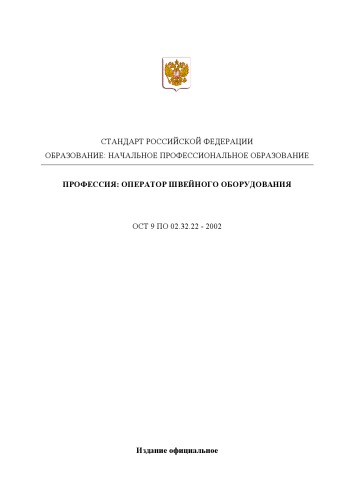 СТАНДАРТ РОССИЙСКОЙ ФЕДЕРАЦИИ
ОБРАЗОВАНИЕ: НАЧАЛЬНОЕ ПРОФЕССИОНАЛЬНОЕ ОБРАЗОВАНИЕ
ПРОФЕССИЯ: ОПЕРАТОР ШВЕЙНОГО ОБОРУДОВАНИЯ
ОСТ 9 ПО 02.32.22 - 2002
Издание официальное